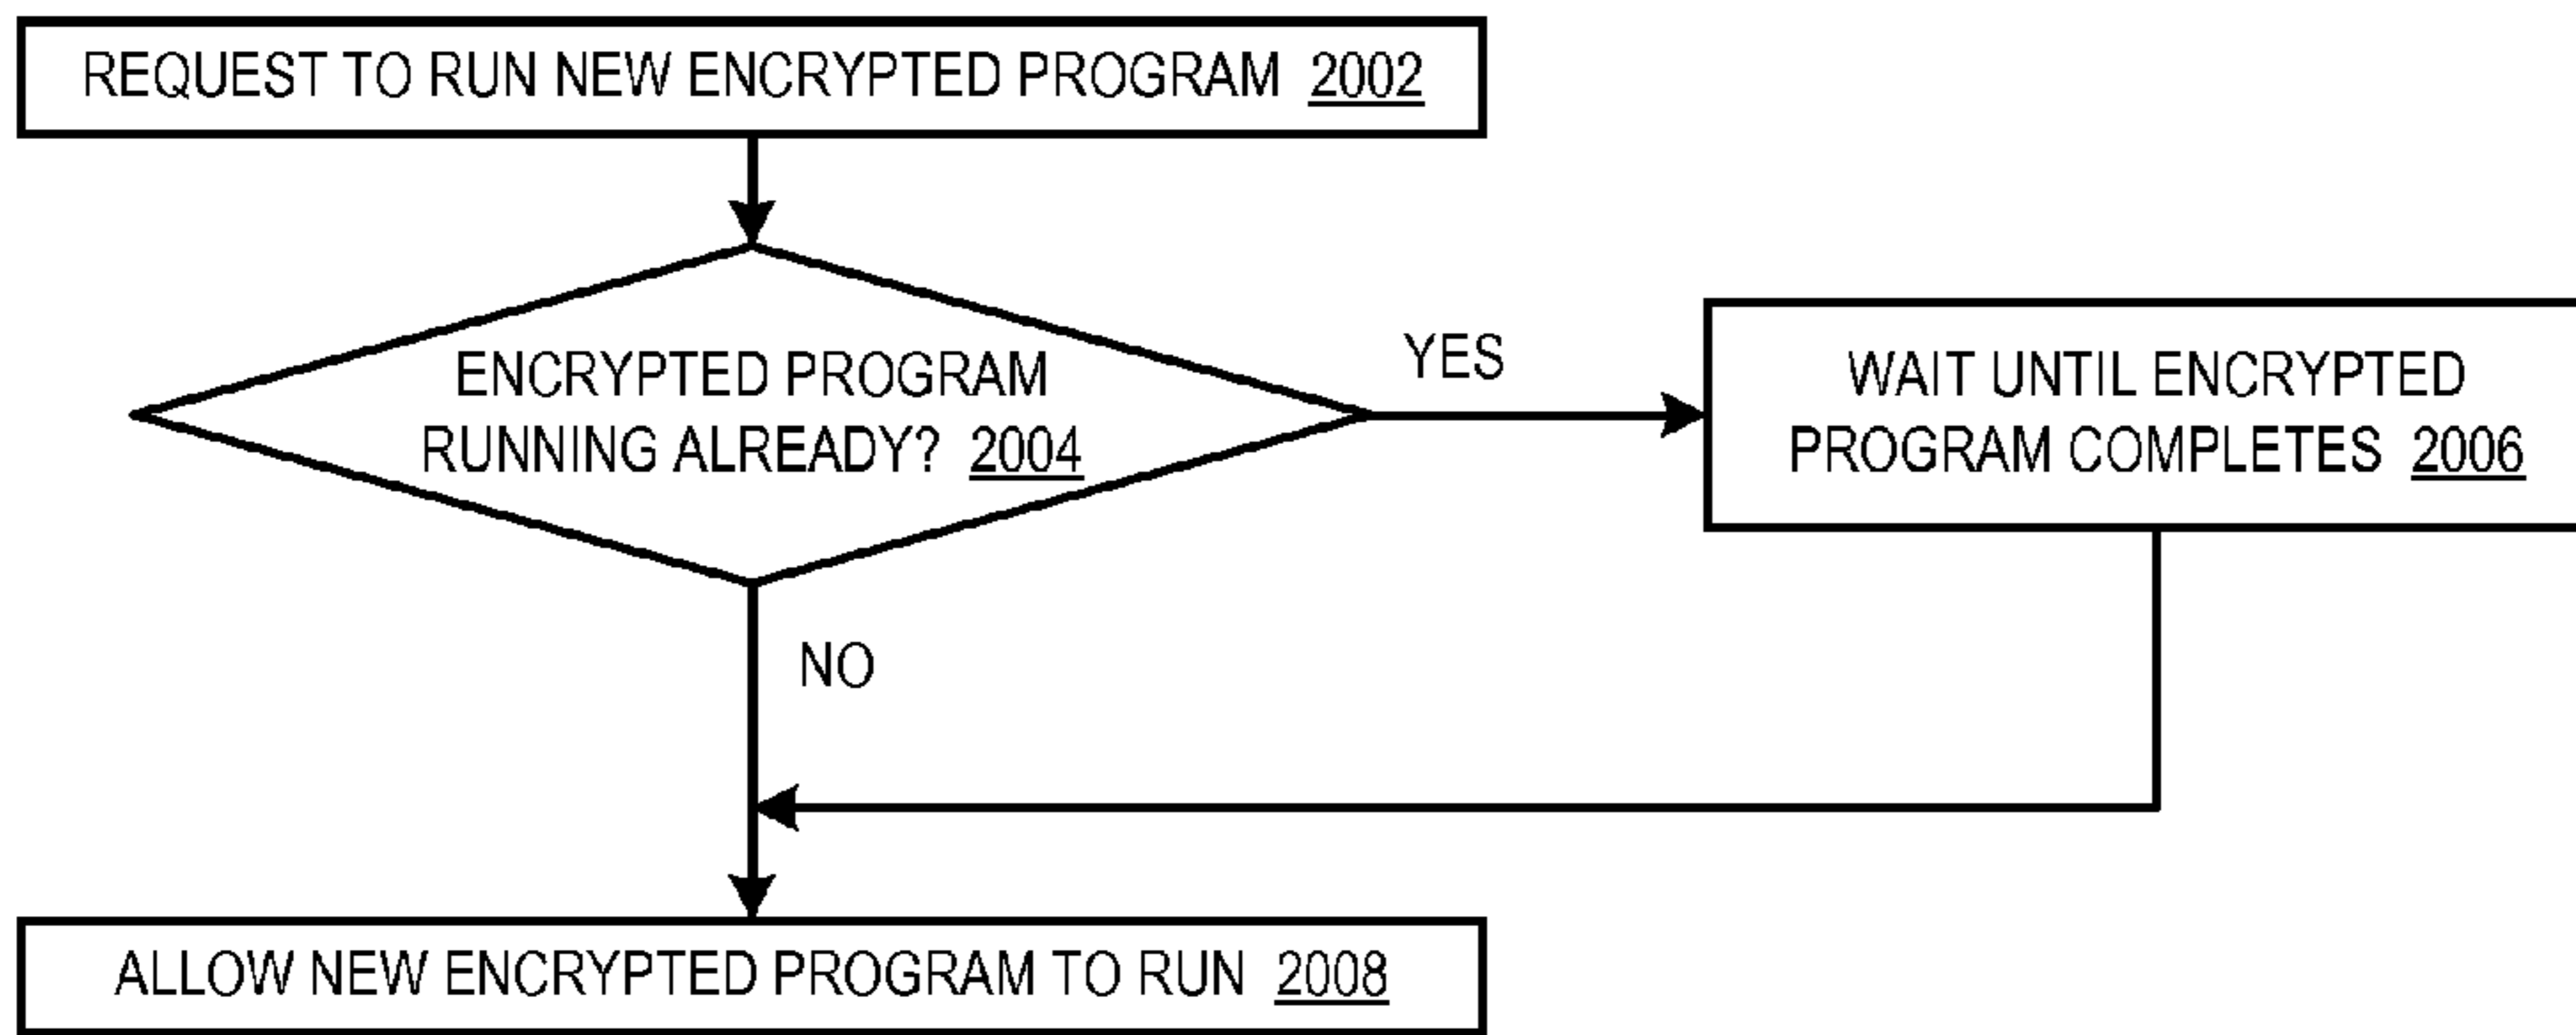 REQUEST TO RUN NEW ENCRYPTED PROGRAM 2002
ENCRYPTED PROGRAM
RUNNING ALREADY? 2004
YES
WAIT UNTIL ENCRYPTED
PROGRAM COMPLETES 2006
NO
ALLOW NEW ENCRYPTED PROGRAM TO RUN 2008